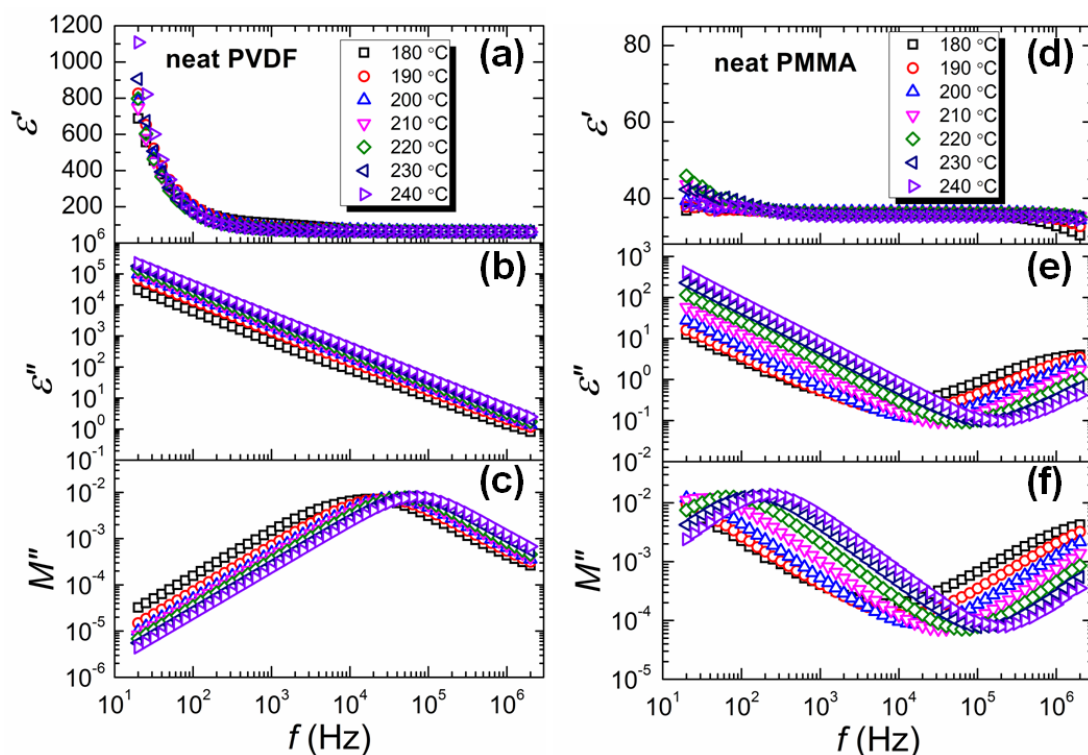 neat PVDF
(a)
180 °C
190 °C
200 °C
210 °C
220 °C
230 °C
240 °C
ε'
1200
1000
800
600
400
200
(b)
ε''
10^6
10^5
10^4
10^3
10^2
10^1
10^0
10^-1
(c)
M''
10^-2
10^-3
10^-4
10^-5
10^-6
10^1
10^2
10^3
10^4
10^5
10^6
f (Hz)
neat PMMA
(d)
180 °C
190 °C
200 °C
210 °C
220 °C
230 °C
240 °C
ε'
80
60
40
(e)
ε''
10^3
10^2
10^1
10^0
10^-1
10^-2
(f)
M''
10^-2
10^-3
10^-4
10^-5
10^1
10^2
10^3
10^4
10^5
10^6
f (Hz)